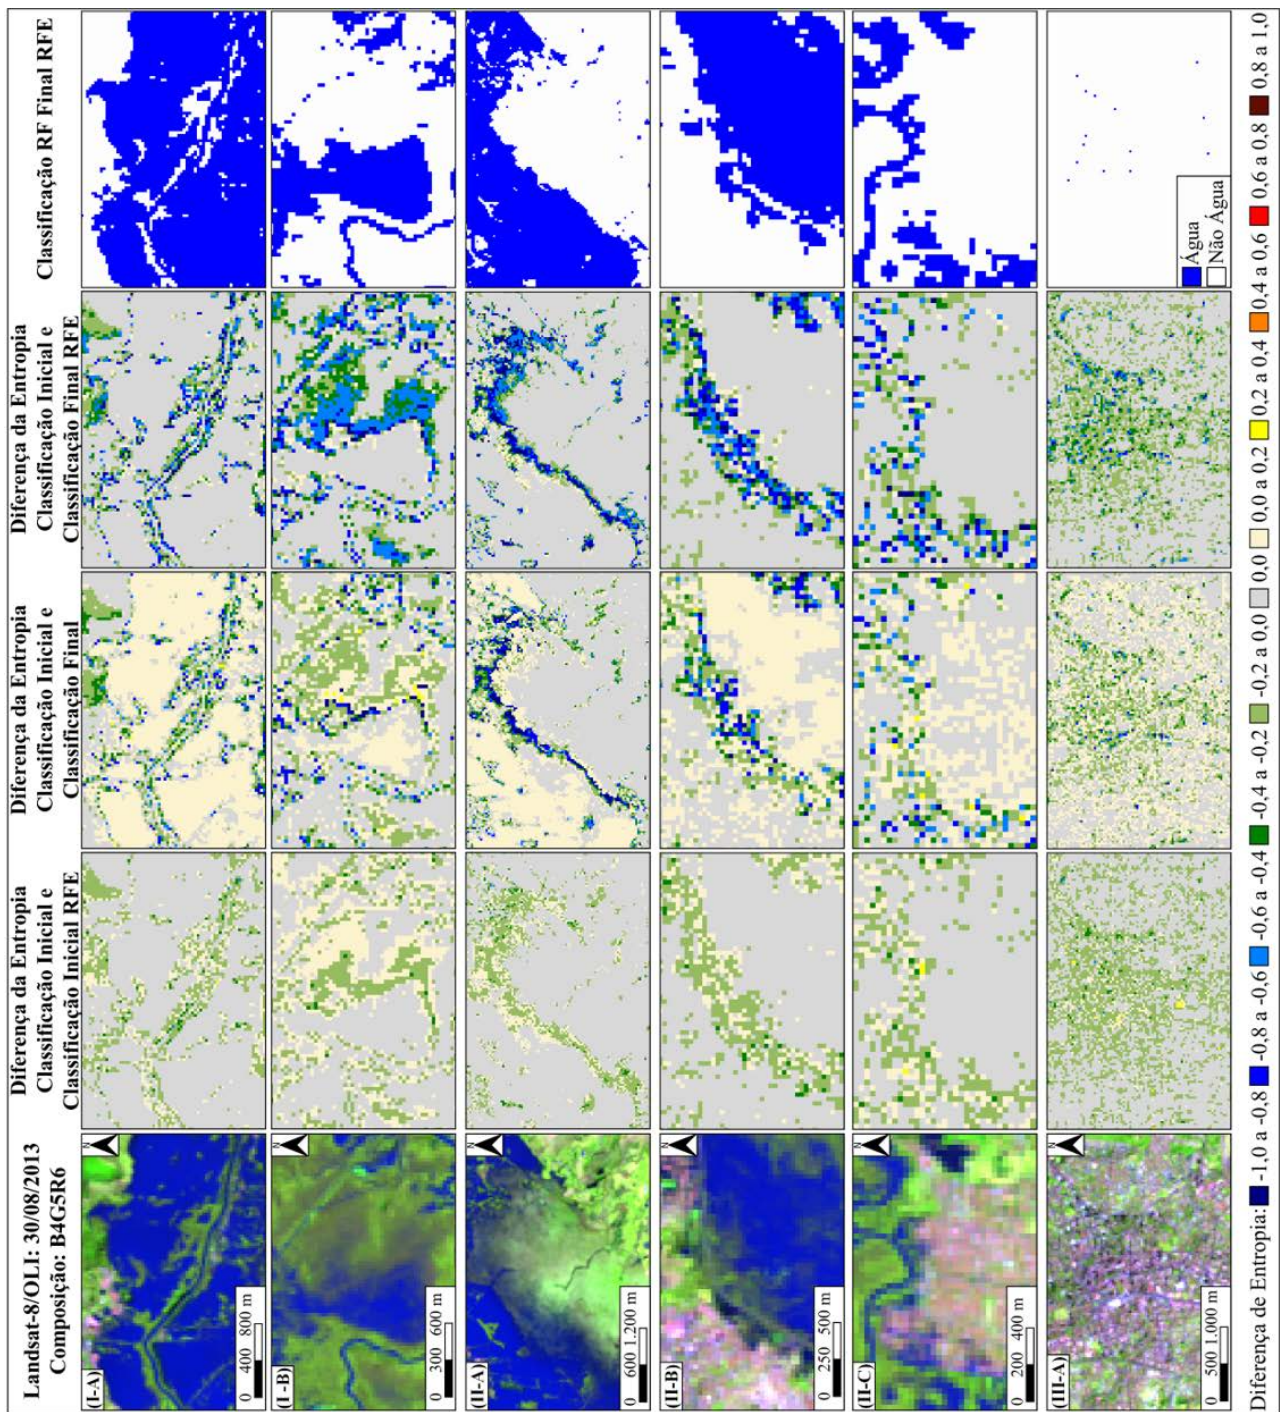 Landsat-8/OLI: 30/08/2013
Composição: B4G5R6
Diferença da Entropia
Classificação Inicial e
Classificação Inicial RFE
Diferença da Entropia
Classificação Inicial e
Classificação Final
Diferença da Entropia
Classificação Inicial e
Classificação Final RFE
Classificação RF Final RFE
(I-A)
N
0 400 800 m
(I -B)
N
0 300 600 m
(II-A)
N
0 600 1.200 m
(II-B)
N
0 250 500 m
(II-C)
N
0 200 400 m
(III-A)
N
0 500 1.000 m
Água
Não Água
Diferença de Entropia: -1,0 a -0,8 -0,8 a -0,6 -0,6 a -0,4 -0,4 a -0,2 -0,2 a 0,0 0,0 0,0 a 0,2 0,2 a 0,4 0,4 a 0,6 0,6 a 0,8 0,8 a 1,0